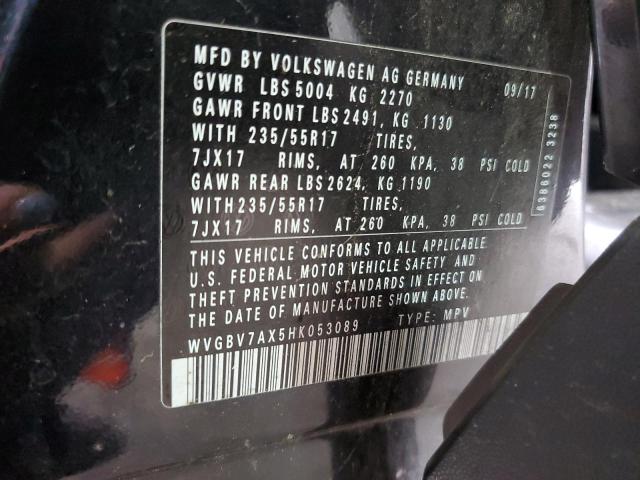 MFD BY VOLKSWAGEN AG GERMANY 09/17
GVWR LBS 5004 KG 2270
GAWR FRONT LBS 2491, KG 1130
WITH 235/55R17 TIRES,
7JX17 RIMS, AT 260 KPA, 38 PSI COLD
GAWR REAR LBS 2624, KG 1190
WITH 235/55R17 TIRES,
7JX17 RIMS, AT 260 KPA, 38 PSI COLD
THIS VEHICLE CONFORMS TO ALL APPLICABLE
U.S. FEDERAL MOTOR VEHICLE SAFETY AND
THEFT PREVENTION STANDARDS IN EFFECT ON
THE DATE OF MANUFACTURE SHOWN ABOVE.
WVGBV7AX5HK053089 TYPE: MPV
6386022 3238